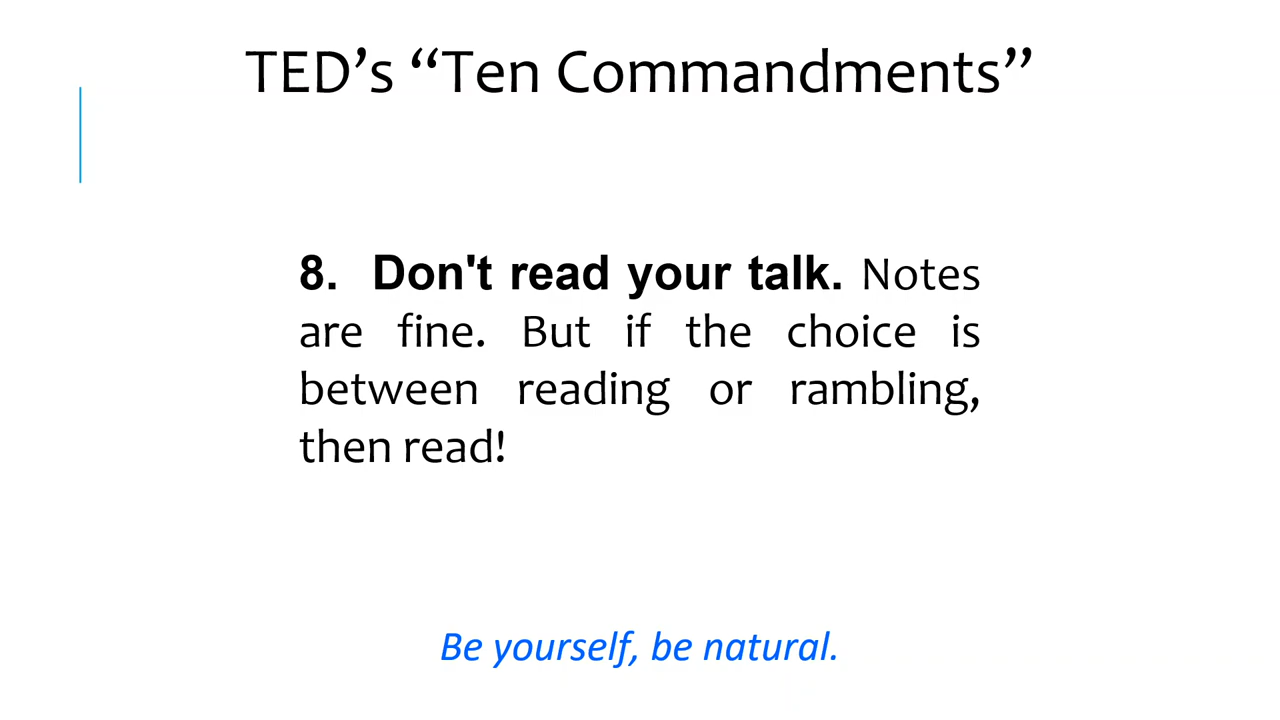 TED’s “Ten Commandments”
8. Don't read your talk. Notes
are fine. But if the choice is
between reading or rambling,
then read!
Be yourself, be natural.